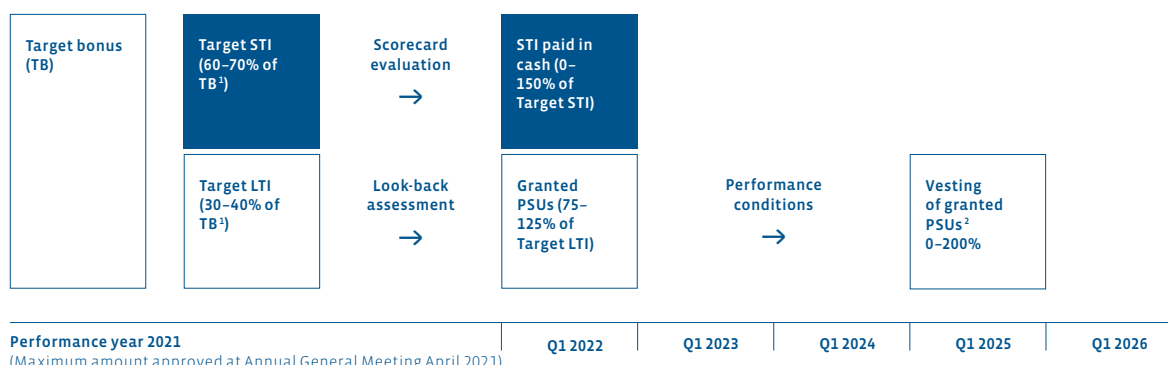 Target bonus
(TB)
Target STI
(60–70% of
TB¹)
Scorecard
evaluation
→
STI paid in
cash (0–
150% of
Target STI)
Target LTI
(30–40% of
TB¹)
Look-back
assessment
→
Granted
PSUs (75–
125% of
Target LTI)
Performance
conditions
→
Vesting
of granted
PSUs²
0–200%
Performance year 2021
(Maximum amount approved at Annual General Meeting April 2021)
Q1 2022
Q1 2023
Q1 2024
Q1 2025
Q1 2026